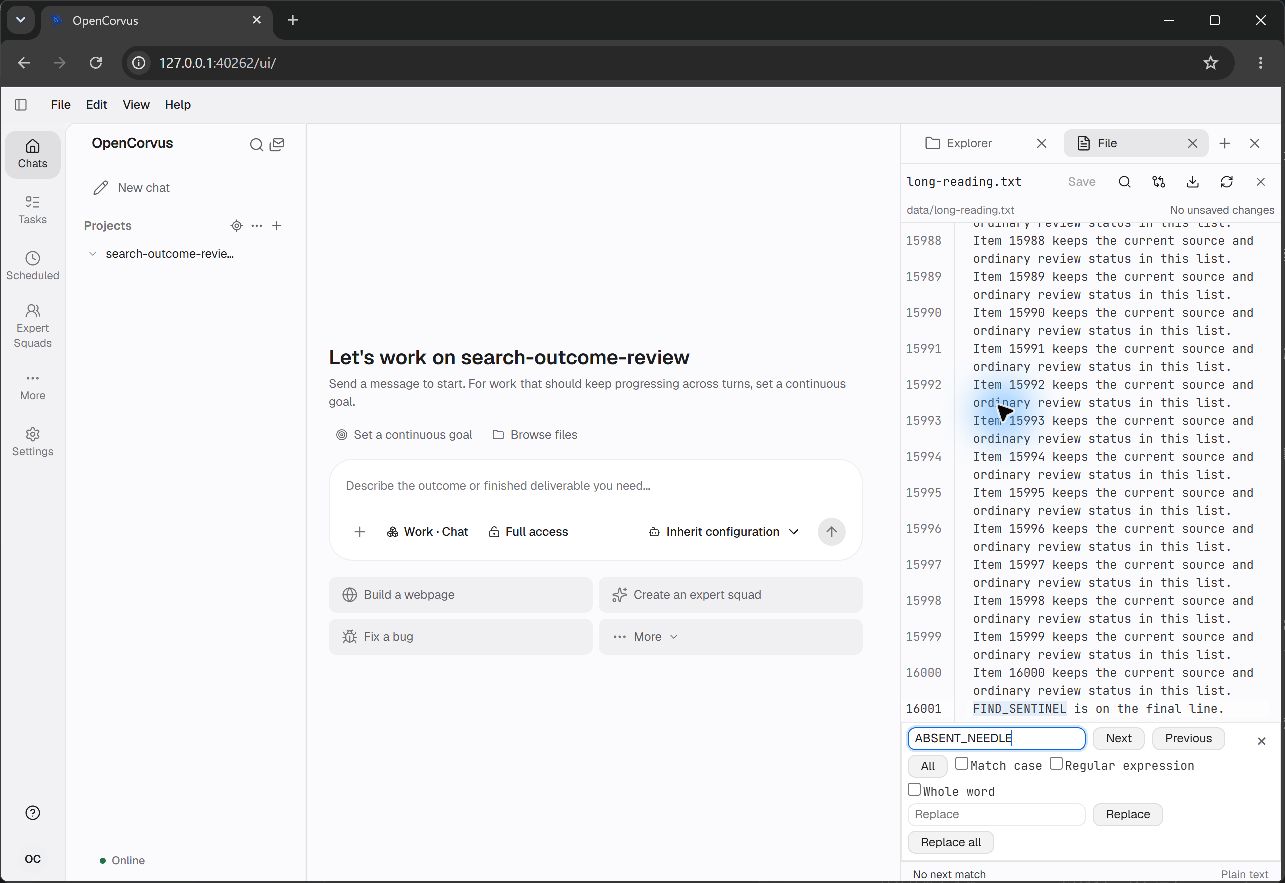 OpenCorvus
127.0.0.1:40262/ui/
File Edit View Help
Chats
Tasks
Scheduled
Expert
Squads
More
Settings
OC
OpenCorvus
New chat
Projects
search-outcome-revie...
Online
Let's work on search-outcome-review
Send a message to start. For work that should keep progressing across turns, set a continuous
goal.
Set a continuous goal Browse files
Describe the outcome or finished deliverable you need...
Work · Chat Full access Inherit configuration
Build a webpage Create an expert squad
Fix a bug More
Explorer File
long-reading.txt Save
data/long-reading.txt No unsaved changes
ordinary review status in this list.
15988 Item 15988 keeps the current source and
ordinary review status in this list.
15989 Item 15989 keeps the current source and
ordinary review status in this list.
15990 Item 15990 keeps the current source and
ordinary review status in this list.
15991 Item 15991 keeps the current source and
ordinary review status in this list.
15992 Item 15992 keeps the current source and
ordinary review status in this list.
15993 Item 15993 keeps the current source and
ordinary review status in this list.
15994 Item 15994 keeps the current source and
ordinary review status in this list.
15995 Item 15995 keeps the current source and
ordinary review status in this list.
15996 Item 15996 keeps the current source and
ordinary review status in this list.
15997 Item 15997 keeps the current source and
ordinary review status in this list.
15998 Item 15998 keeps the current source and
ordinary review status in this list.
15999 Item 15999 keeps the current source and
ordinary review status in this list.
16000 Item 16000 keeps the current source and
ordinary review status in this list.
16001 FIND_SENTINEL is on the final line.
ABSENT_NEEDLE Next Previous
All Match case Regular expression
Whole word
Replace Replace
Replace all
No next match Plain text